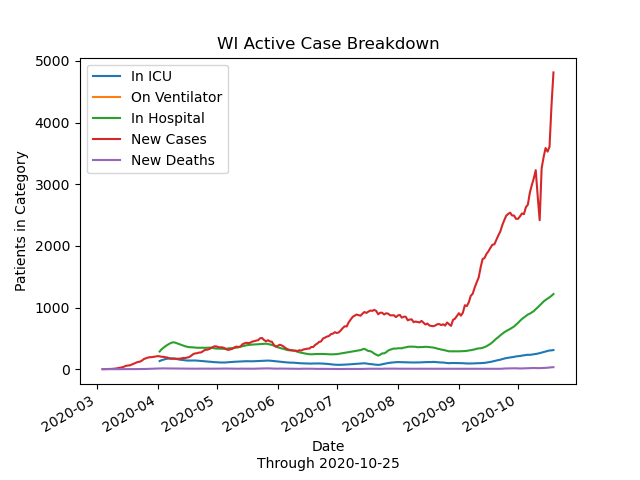 WI Active Case Breakdown
In ICU
On Ventilator
In Hospital
New Cases
New Deaths
Patients in Category
5000
4000
3000
2000
1000
0
2020-03
2020-04
2020-05
2020-06
2020-07
2020-08
2020-09
2020-10
Date
Through 2020-10-25